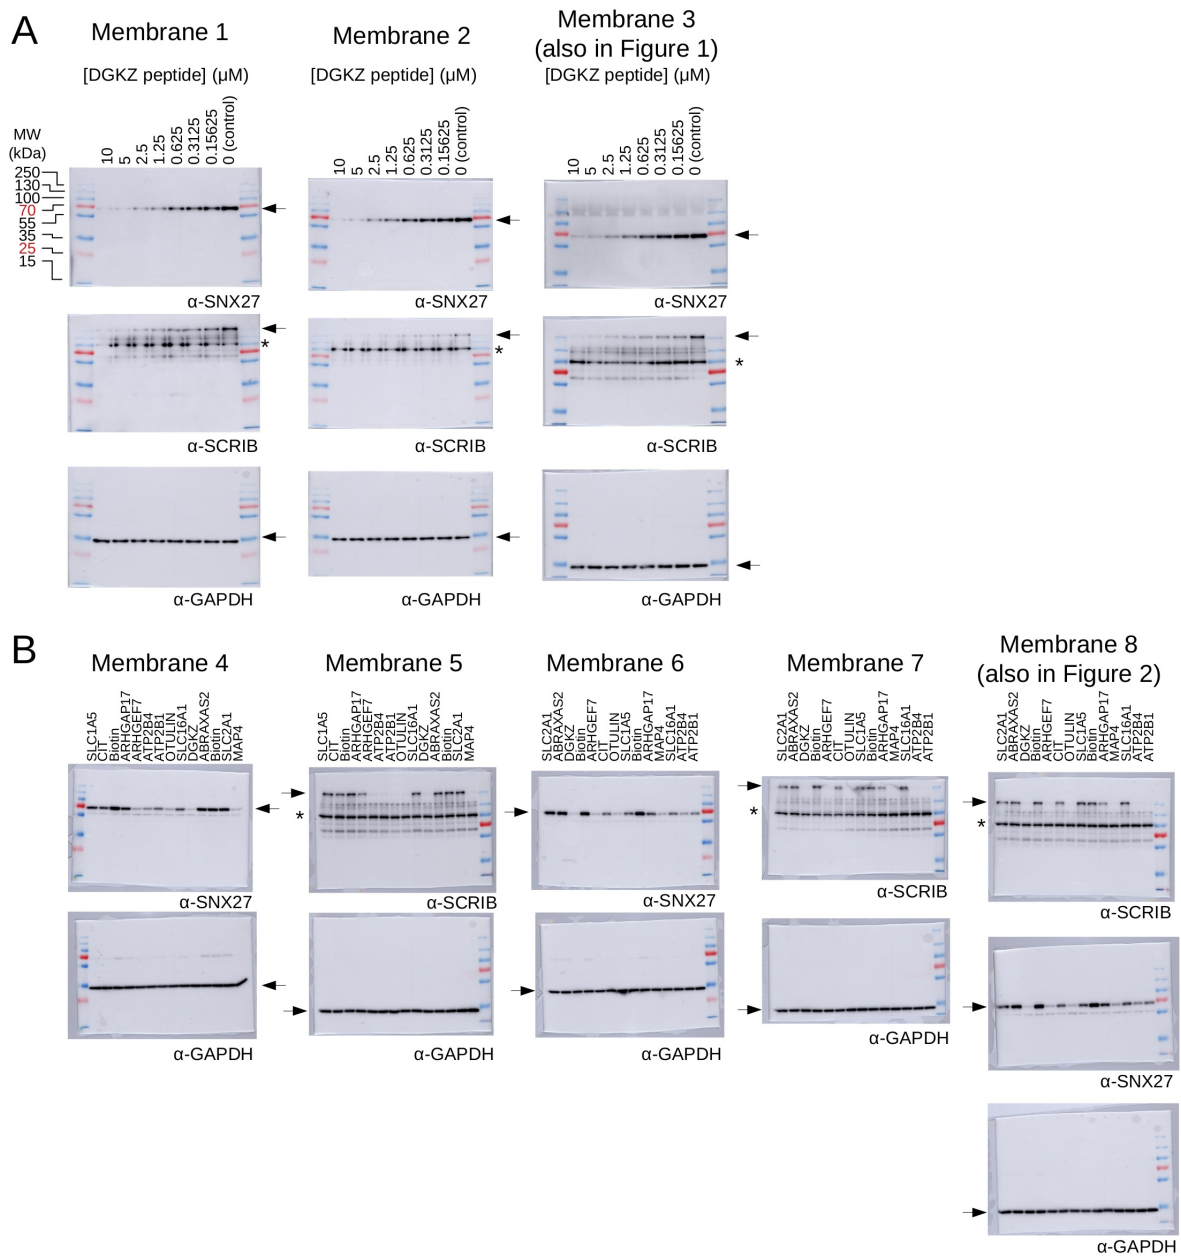 A
Membrane 1
Membrane 2
Membrane 3
(also in Figure 1)
[DGKZ peptide] (μM)
[DGKZ peptide] (μM)
[DGKZ peptide] (μM)
10
5
2.5
1.25
0.625
0.3125
0.15625
0 (control)
10
5
2.5
1.25
0.625
0.3125
0.15625
0 (control)
10
5
2.5
1.25
0.625
0.3125
0.15625
0 (control)
MW
(kDa)
250
130
100
70
55
35
25
15
α-SNX27
α-SNX27
α-SNX27
*
*
*
α-SCRIB
α-SCRIB
α-SCRIB
α-GAPDH
α-GAPDH
α-GAPDH
B
Membrane 4
Membrane 5
Membrane 6
Membrane 7
Membrane 8
(also in Figure 2)
SLC1A5
CIT
Biotin
ARHGAP17
ARHGEF7
ATP2B4
ATP2B1
OTULIN
SLC16A1
DGKZ
ABRAXAS2
Biotin
SLC2A1
MAP4
SLC1A5
CIT
Biotin
ARHGAP17
ARHGEF7
ATP2B4
ATP2B1
OTULIN
SLC16A1
DGKZ
ABRAXAS2
Biotin
SLC2A1
MAP4
SLC2A1
ABRAXAS2
DGKZ
Biotin
ARHGEF7
CIT
OTULIN
SLC1A5
Biotin
ARHGAP17
MAP4
SLC16A1
ATP2B4
ATP2B1
SLC2A1
ABRAXAS2
DGKZ
Biotin
ARHGEF7
CIT
OTULIN
SLC1A5
Biotin
ARHGAP17
MAP4
SLC16A1
ATP2B4
ATP2B1
SLC2A1
ABRAXAS2
DGKZ
Biotin
ARHGEF7
CIT
OTULIN
SLC1A5
Biotin
ARHGAP17
MAP4
SLC16A1
ATP2B4
ATP2B1
*
*
*
α-SNX27
α-SCRIB
α-SNX27
α-SCRIB
α-SCRIB
α-GAPDH
α-GAPDH
α-GAPDH
α-GAPDH
α-SNX27
α-GAPDH